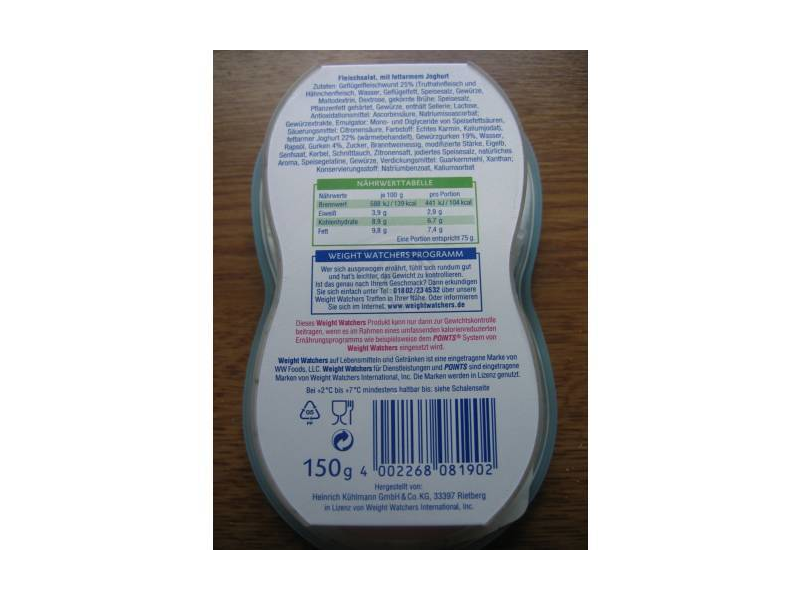 Fleischsalat, mit fettarmem Joghurt
Zutaten: Geflügelfleischwurst 25% (Truthahnfleisch und
Hähnchenfleisch, Wasser, Geflügelfett, Speisesalz, Gewürze,
Maltodextrin, Dextrose, gekörnte Brühe: Speisesalz,
Pflanzenfett gehärtet, Gewürze, enthält Sellerie; Lactose,
Antioxidationsmittel: Ascorbinsäure, Natriumascorbat;
Gewürzextrakte, Emulgator: Mono- und Diglyceride von Speisefettsäuren,
Säuerungsmittel: Citronensäure, Farbstoff: Echtes Karmin, Kaliumjodat),
fettarmer Joghurt 22% (wärmebehandelt), Gewürzgurken 19%, Wasser,
Rapsöl, Gurken 4%, Zucker, Branntweinessig, modifizierte Stärke, Eigelb,
Senfsaat, Kerbel, Schnittlauch, Zitronensaft, jodiertes Speisesalz, natürliches
Aroma, Speisegelatine, Gewürze, Verdickungsmittel: Guarkernmehl, Xanthan;
Konservierungsstoff: Natriumbenzoat, Kaliumsorbat
NÄHRWERTTABELLE
Nährwerte je 100 g pro Portion
Brennwert 588 kJ/139 kcal 441 kJ/104 kcal
Eiweiß 3,9 g 2,9 g
Kohlenhydrate 8,9 g 6,7 g
Fett 9,8 g 7,4 g
Eine Portion entspricht 75 g
WEIGHT WATCHERS PROGRAMM
Wer sich ausgewogen ernährt, fühlt sich rundum gut
und hat's leichter, das Gewicht zu kontrollieren.
Ist das genau nach Ihrem Geschmack? Dann erkundigen
Sie sich einfach unter Tel.: 01802/23 4532 über unsere
Weight Watchers Treffen in Ihrer Nähe. Oder informieren
Sie sich im Internet. www.weightwatchers.de
Dieses Weight Watchers Produkt kann nur dann zur Gewichtskontrolle
beitragen, wenn es im Rahmen eines umfassenden kalorienreduzierten
Ernährungsprogramms wie beispielsweise dem POINTS® System von
Weight Watchers eingesetzt wird.
Weight Watchers auf Lebensmitteln und Getränken ist eine eingetragene Marke von
WW Foods, LLC. Weight Watchers für Dienstleistungen und POINTS sind eingetragene
Marken von Weight Watchers International, Inc. Die Marken werden in Lizenz genutzt.
Bei +2°C bis +7°C mindestens haltbar bis: siehe Schalenseite
05
PP
150g 4 002268 081902
Hergestellt von:
Heinrich Kühlmann GmbH & Co. KG, 33397 Rietberg
in Lizenz von Weight Watchers International, Inc.